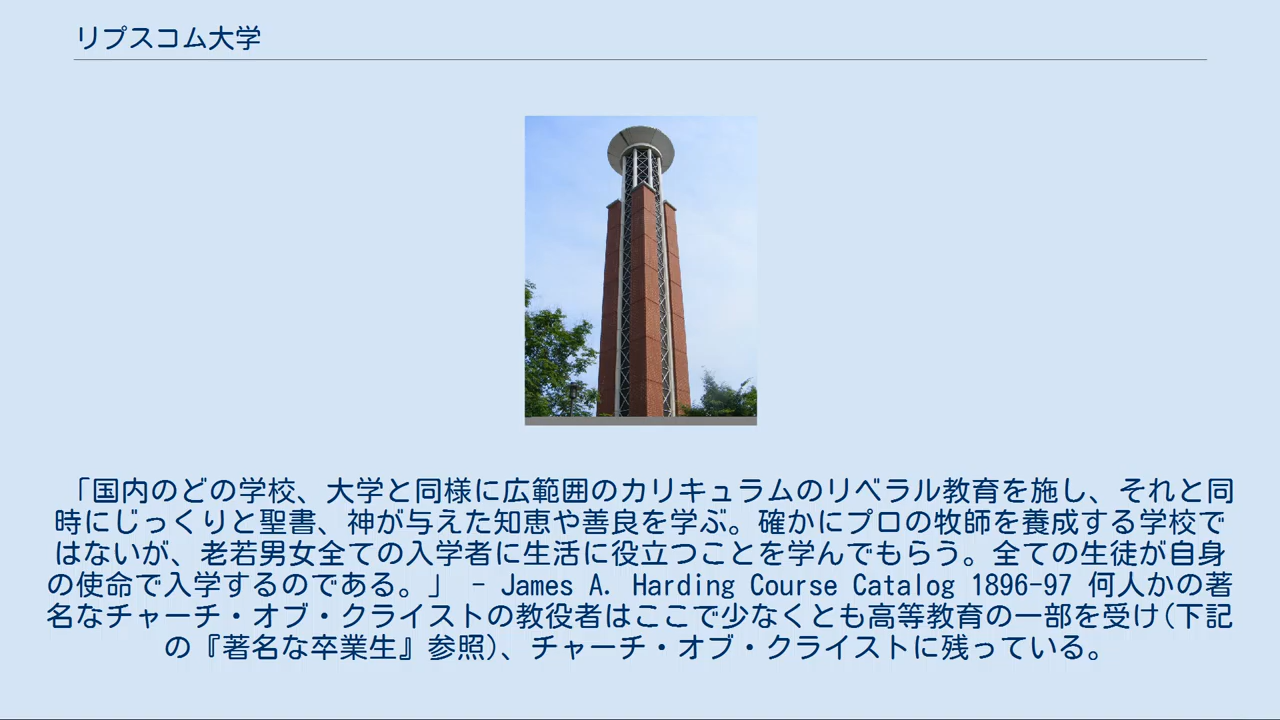 リプスコム大学
「国内のどの学校、大学と同様に広範囲のカリキュラムのリベラル教育を施し、それと同
時にじっくりと聖書、神が与えた知恵や善良を学ぶ。確かにプロの牧師を養成する学校で
はないが、老若男女全ての入学者に生活に役立つことを学んでもらう。全ての生徒が自身
の使命で入学するのである。」 - James A. Harding Course Catalog 1896-97 何人かの著
名なチャーチ・オブ・クライストの教役者はここで少なくとも高等教育の一部を受け(下記
の『著名な卒業生』参照)、チャーチ・オブ・クライストに残っている。